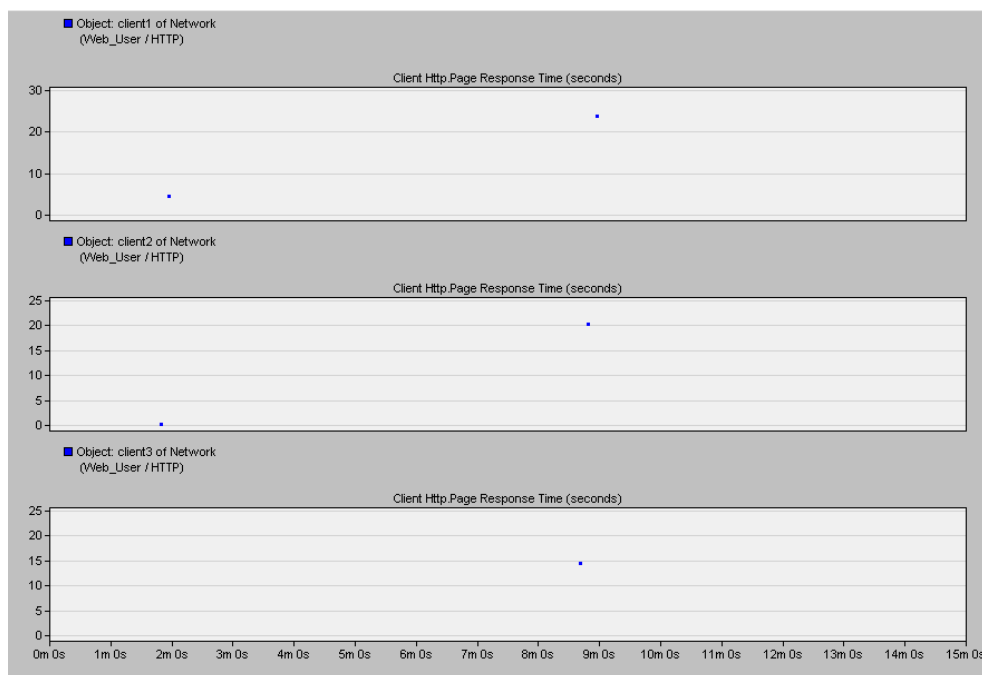 Object: client1 of Network
(Web_User / HTTP)
Client Http.Page Response Time (seconds)
30
20
10
0
Object: client2 of Network
(Web_User / HTTP)
Client Http.Page Response Time (seconds)
25
20
15
10
5
0
Object: client3 of Network
(Web_User / HTTP)
Client Http.Page Response Time (seconds)
25
20
15
10
5
0
0m 0s 1m 0s 2m 0s 3m 0s 4m 0s 5m 0s 6m 0s 7m 0s 8m 0s 9m 0s 10m 0s 11m 0s 12m 0s 13m 0s 14m 0s 15m 0s